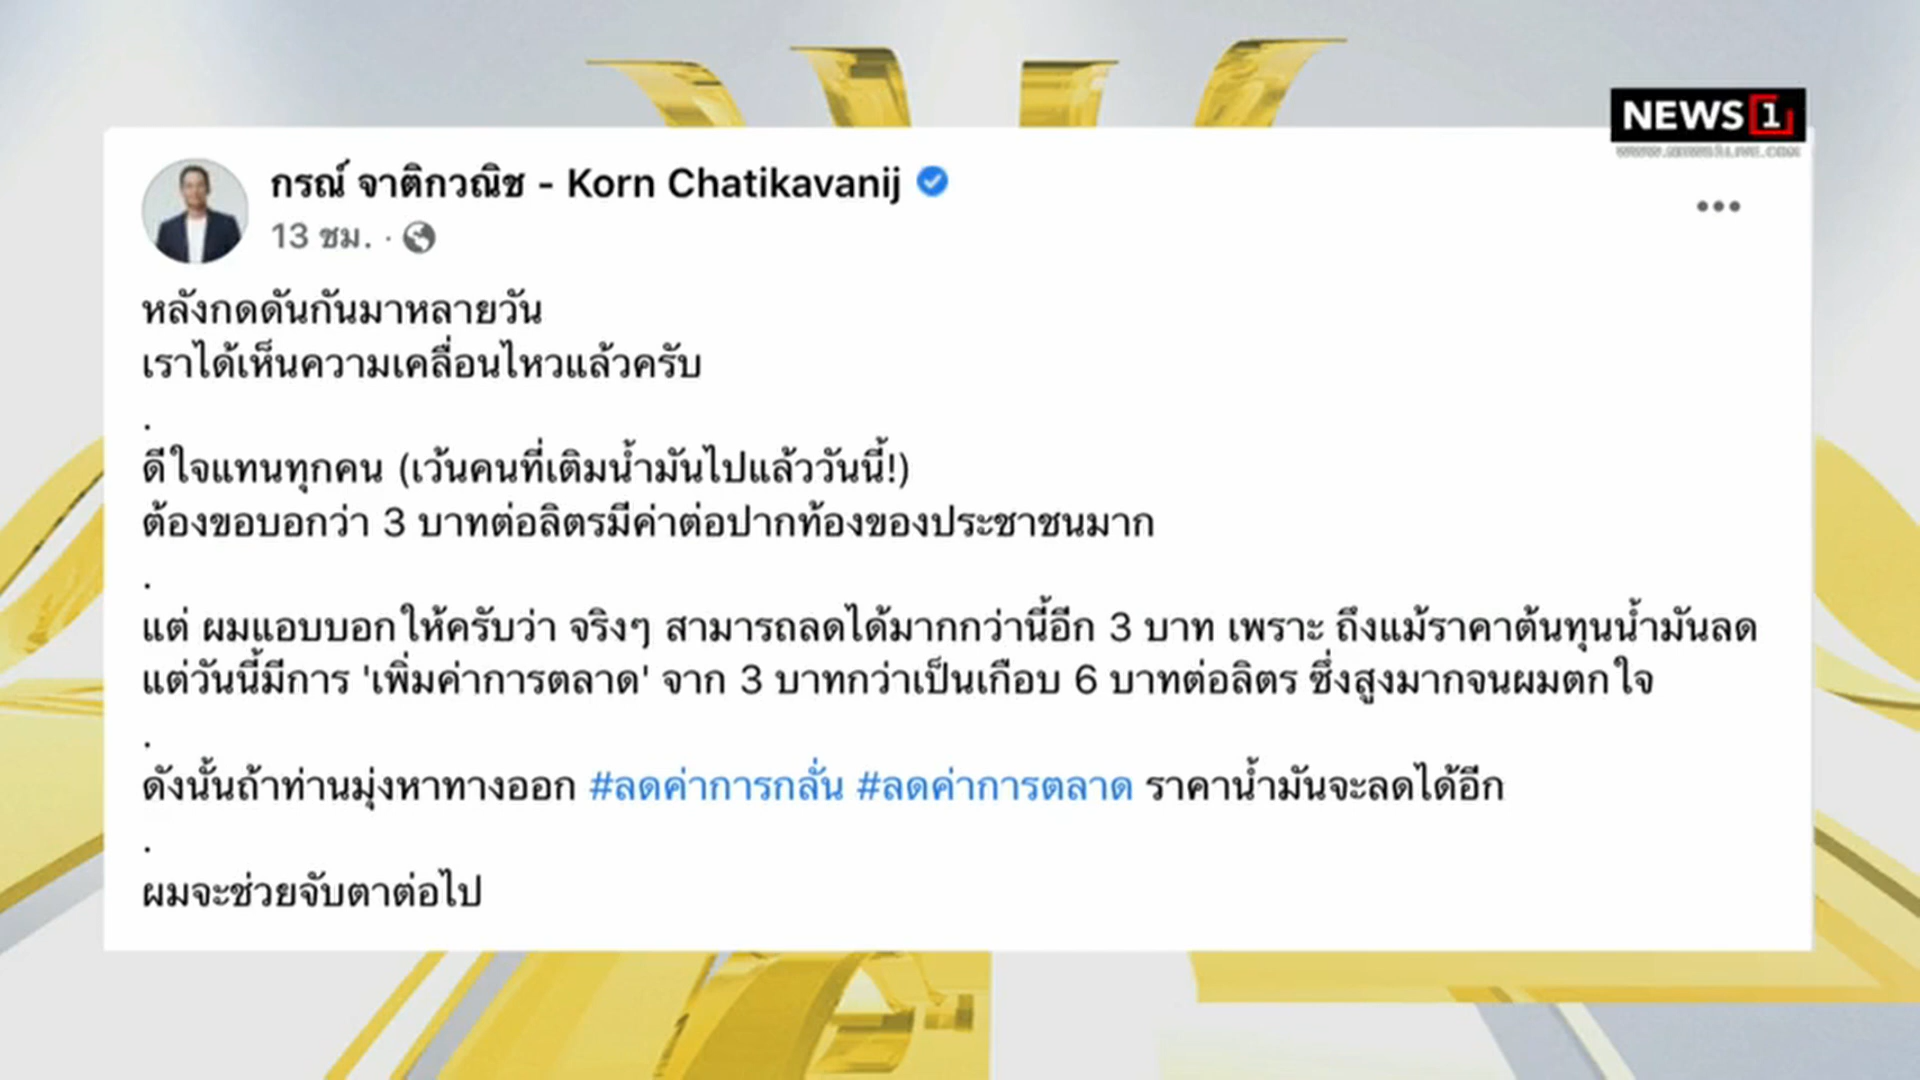 NEWS 1
WWW.NEWS1LIVE.COM
กรณ์ จาติกวณิช - Korn Chatikavanij
13 ชม. ·
หลังกดดันกันมาหลายวัน
เราได้เห็นความเคลื่อนไหวแล้วครับ
.
ดีใจแทนทุกคน (เว้นคนที่เติมน้ำมันไปแล้ววันนี้!)
ต้องขอบอกว่า 3 บาทต่อลิตรมีค่าต่อปากท้องของประชาชนมาก
.
แต่ ผมแอบบอกให้ครับว่า จริงๆ สามารถลดได้มากกว่านี้อีก 3 บาท เพราะ ถึงแม้ราคาต้นทุนน้ำมันลด
แต่วันนี้มีการ 'เพิ่มค่าการตลาด' จาก 3 บาทกว่าเป็นเกือบ 6 บาทต่อลิตร ซึ่งสูงมากจนผมตกใจ
.
ดังนั้นถ้าท่านมุ่งหาทางออก #ลดค่าการกลั่น #ลดค่าการตลาด ราคาน้ำมันจะลดได้อีก
.
ผมจะช่วยจับตาต่อไป